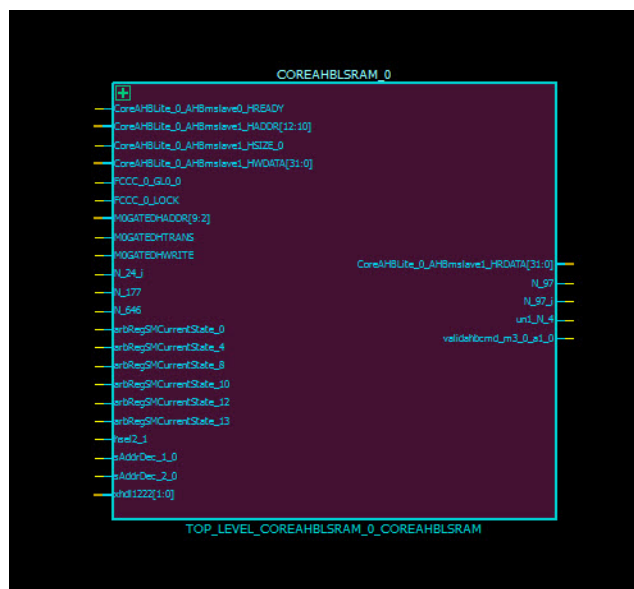 COREAHBLSRAM_0
CoreAHBLite_0_AHBmslave0_HREADY
CoreAHBLite_0_AHBmslave1_HADDR[12:10]
CoreAHBLite_0_AHBmslave1_HSIZE_0
CoreAHBLite_0_AHBmslave1_HWDATA[31:0]
FCCC_0_GL0_0
FCCC_0_LOCK
M0GATEDHADDR[9:2]
M0GATEDHTRANS
M0GATEDHWRITE
N_24_i
N_177
N_646
arbRegSMCurrentState_0
arbRegSMCurrentState_4
arbRegSMCurrentState_8
arbRegSMCurrentState_10
arbRegSMCurrentState_12
arbRegSMCurrentState_13
hsel2_1
sAddrDec_1_0
sAddrDec_2_0
xhdl1222[1:0]
CoreAHBLite_0_AHBmslave1_HRDATA[31:0]
N_97
N_97_i
un1_N_4
validahbcmd_m3_0_a1_0
TOP_LEVEL_COREAHBLSRAM_0_COREAHBLSRAM